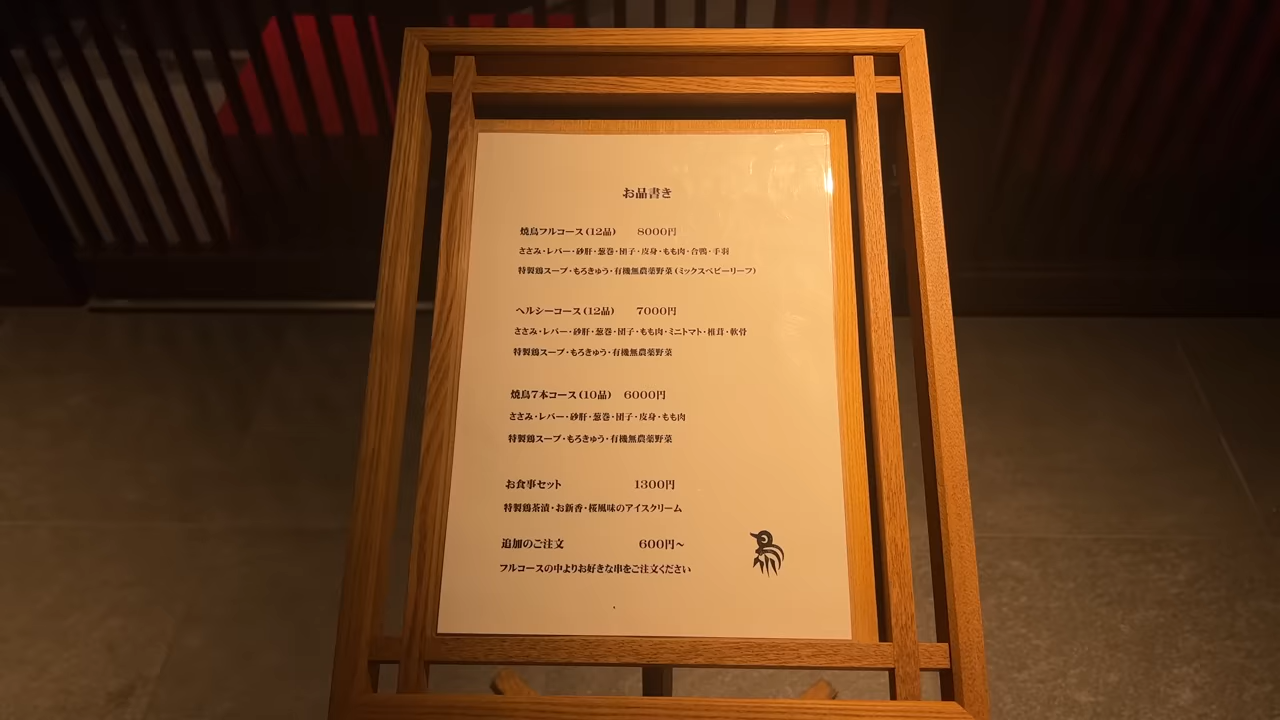 お品書き
焼鳥フルコース(12品) 8000円
ささみ・レバー・砂肝・葱巻・団子・皮身・もも肉・合鴨・手羽
特製鶏スープ・もろきゅう・有機無農薬野菜(ミックスベビーリーフ)
ヘルシーコース(12品) 7000円
ささみ・レバー・砂肝・葱巻・団子・もも肉・ミニトマト・椎茸・軟骨
特製鶏スープ・もろきゅう・有機無農薬野菜
焼鳥7本コース(10品) 6000円
ささみ・レバー・砂肝・葱巻・団子・皮身・もも肉
特製鶏スープ・もろきゅう・有機無農薬野菜
お食事セット 1300円
特製鶏茶漬・お新香・桜風味のアイスクリーム
追加のご注文 600円〜
フルコースの中よりお好きな串をご注文ください